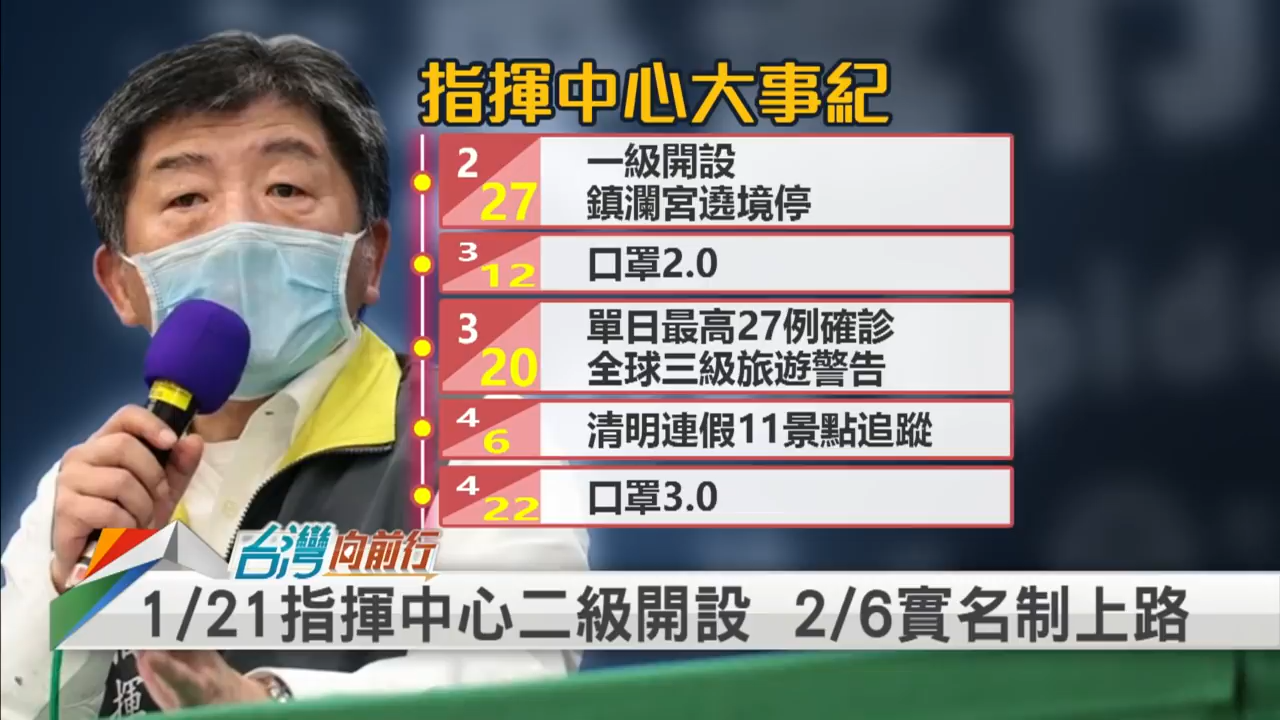 指揮中心大事紀
2
27
一級開設
鎮瀾宮遶境停
3
12
口罩2.0
3
20
單日最高27例確診
全球三級旅遊警告
4
6
清明連假11景點追蹤
4
22
口罩3.0
台灣向前行
1/21指揮中心二級開設 2/6實名制上路
揮